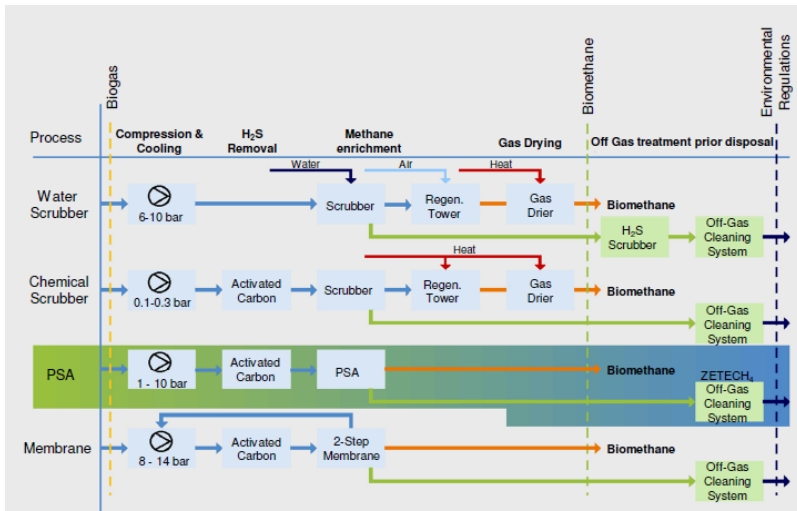 Biogas
Biomethane
Environmental
Regulations
Process
Compression &
Cooling
H₂S
Removal
Methane
enrichment
Gas Drying
Off Gas treatment prior disposal
Water
Air
Heat
Water
Scrubber
6-10 bar
Scrubber
Regen.
Tower
Gas
Drier
Biomethane
H₂S
Scrubber
Off-Gas
Cleaning
System
Heat
Chemical
Scrubber
0.1-0.3 bar
Activated
Carbon
Scrubber
Regen.
Tower
Gas
Drier
Biomethane
Off-Gas
Cleaning
System
PSA
1 - 10 bar
Activated
Carbon
PSA
Biomethane
ZETECH₄
Off-Gas
Cleaning
System
Membrane
8 - 14 bar
Activated
Carbon
2-Step
Membrane
Biomethane
Off-Gas
Cleaning
System